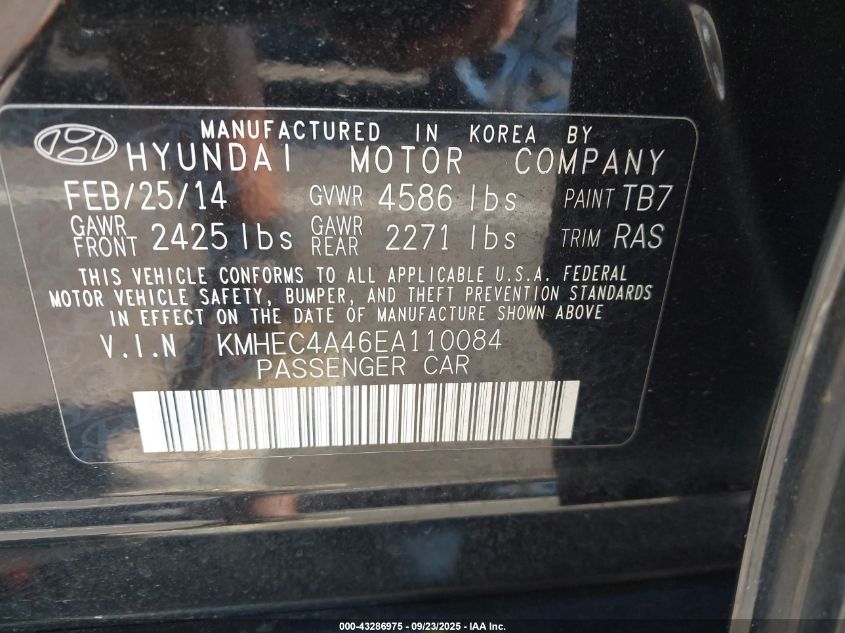 MANUFACTURED IN KOREA BY
HYUNDAI MOTOR COMPANY
FEB/25/14 GVWR 4586 lbs PAINT TB7
GAWR FRONT 2425 lbs GAWR REAR 2271 lbs TRIM RAS
THIS VEHICLE CONFORMS TO ALL APPLICABLE U.S.A. FEDERAL
MOTOR VEHICLE SAFETY, BUMPER, AND THEFT PREVENTION STANDARDS
IN EFFECT ON THE DATE OF MANUFACTURE SHOWN ABOVE
V.I.N KMHEC4A46EA110084
PASSENGER CAR
000-43286975 - 09/23/2025 - IAA Inc.